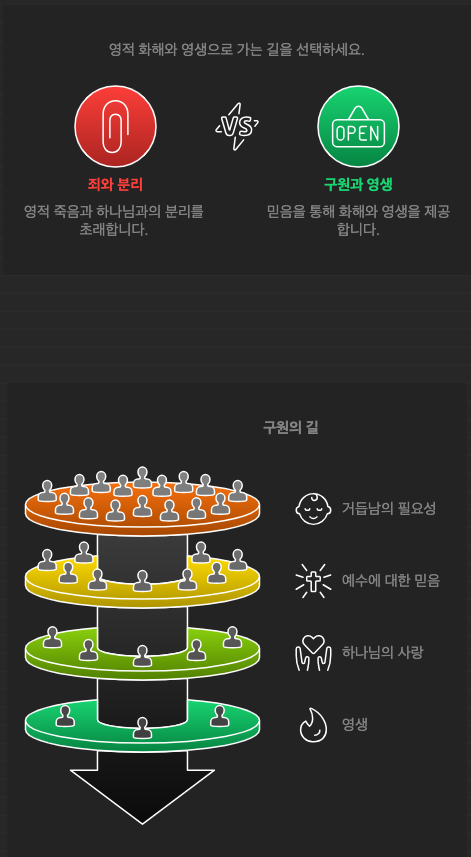 영적 화해와 영생으로 가는 길을 선택하세요.
VS
OPEN
죄와 분리
구원과 영생
영적 죽음과 하나님과의 분리를
초래합니다.
믿음을 통해 화해와 영생을 제공
합니다.
구원의 길
거듭남의 필요성
예수에 대한 믿음
하나님의 사랑
영생